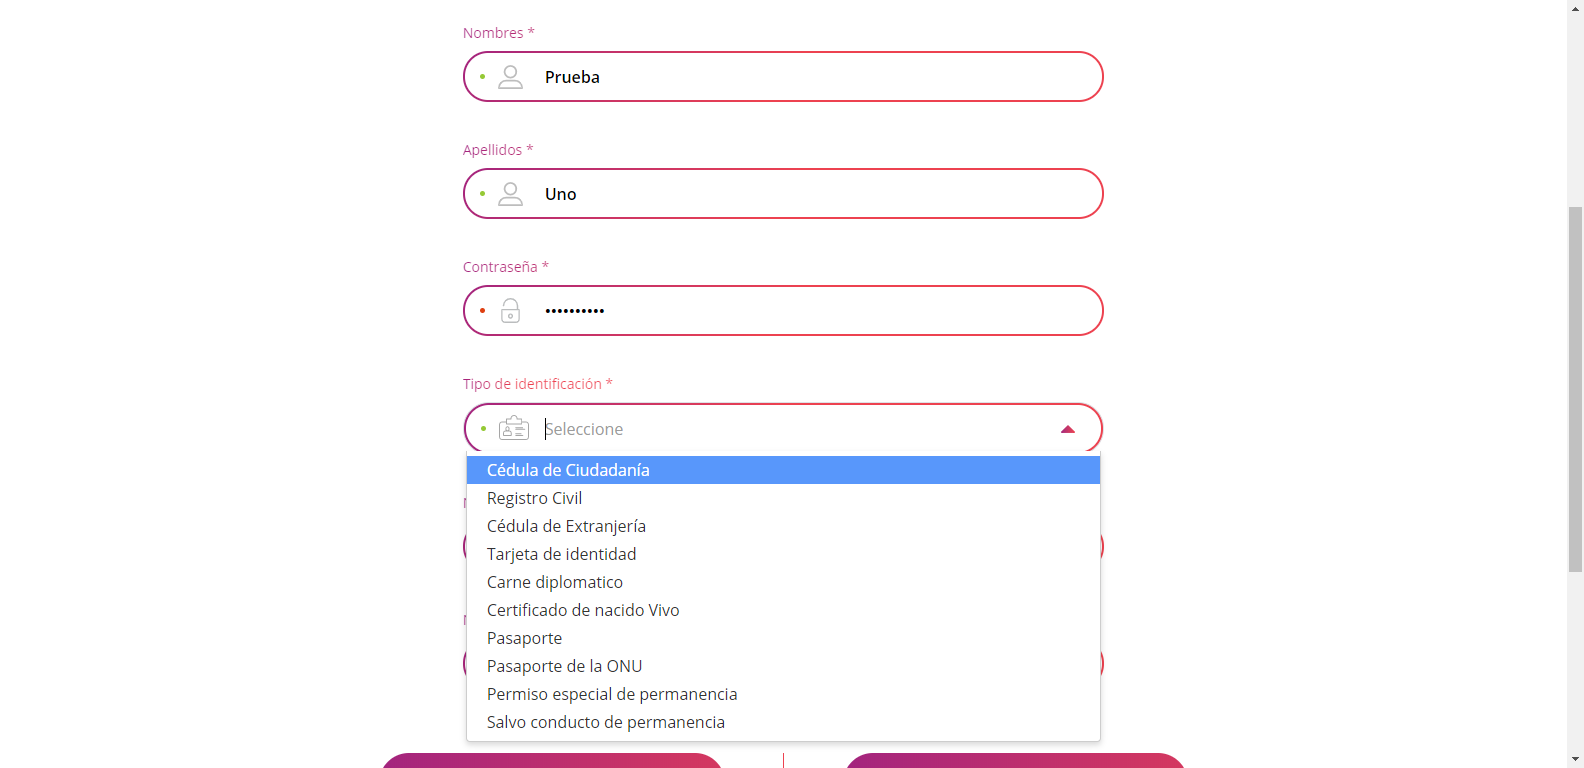 Nombres *
Prueba
Apellidos *
Uno
Contraseña *
••••••••••
Tipo de identificación *
Seleccione
Cédula de Ciudadanía
Registro Civil
Cédula de Extranjería
Tarjeta de identidad
Carne diplomatico
Certificado de nacido Vivo
Pasaporte
Pasaporte de la ONU
Permiso especial de permanencia
Salvo conducto de permanencia